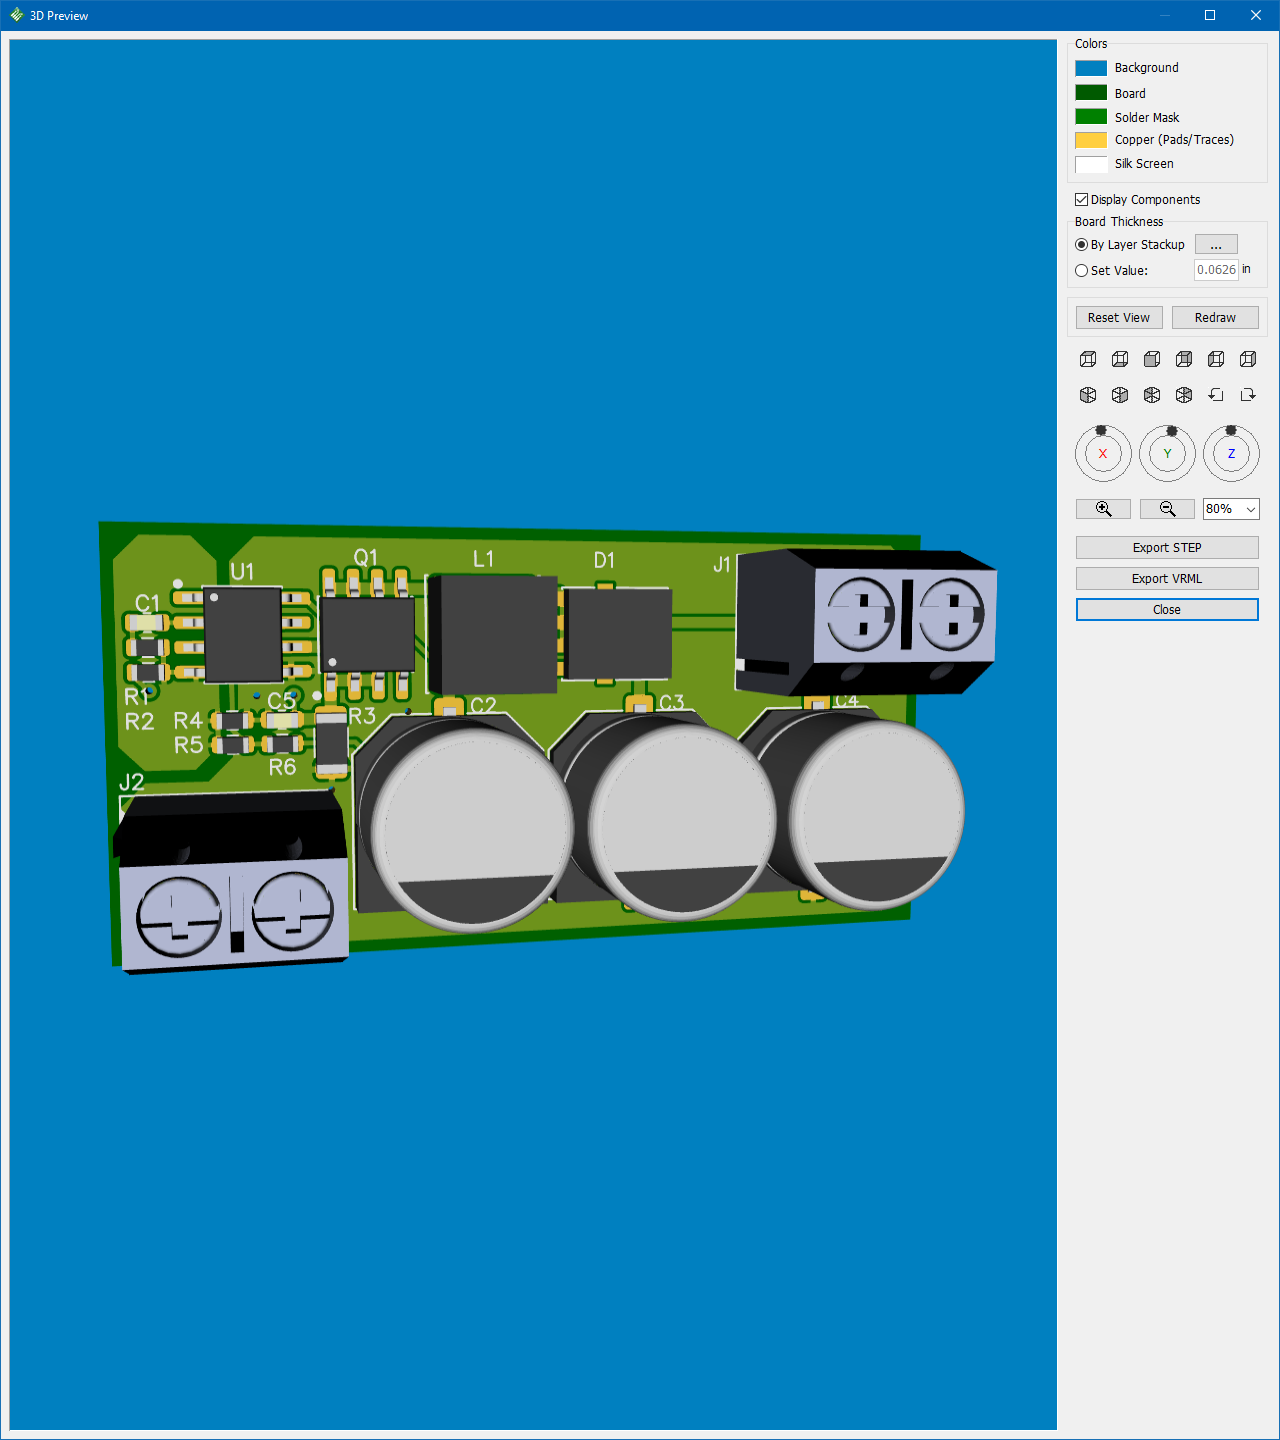 3D Preview
Colors
Background
Board
Solder Mask
Copper (Pads/Traces)
Silk Screen
Display Components
Board Thickness
By Layer Stackup
...
Set Value:
0.0626
in
Reset View
Redraw
X
Y
Z
80%
Export STEP
Export VRML
Close
Q1
L1
D1
J1
U1
C1
R1
R2
C5
R3
C2
C3
C4
R4
R5
R6
J2